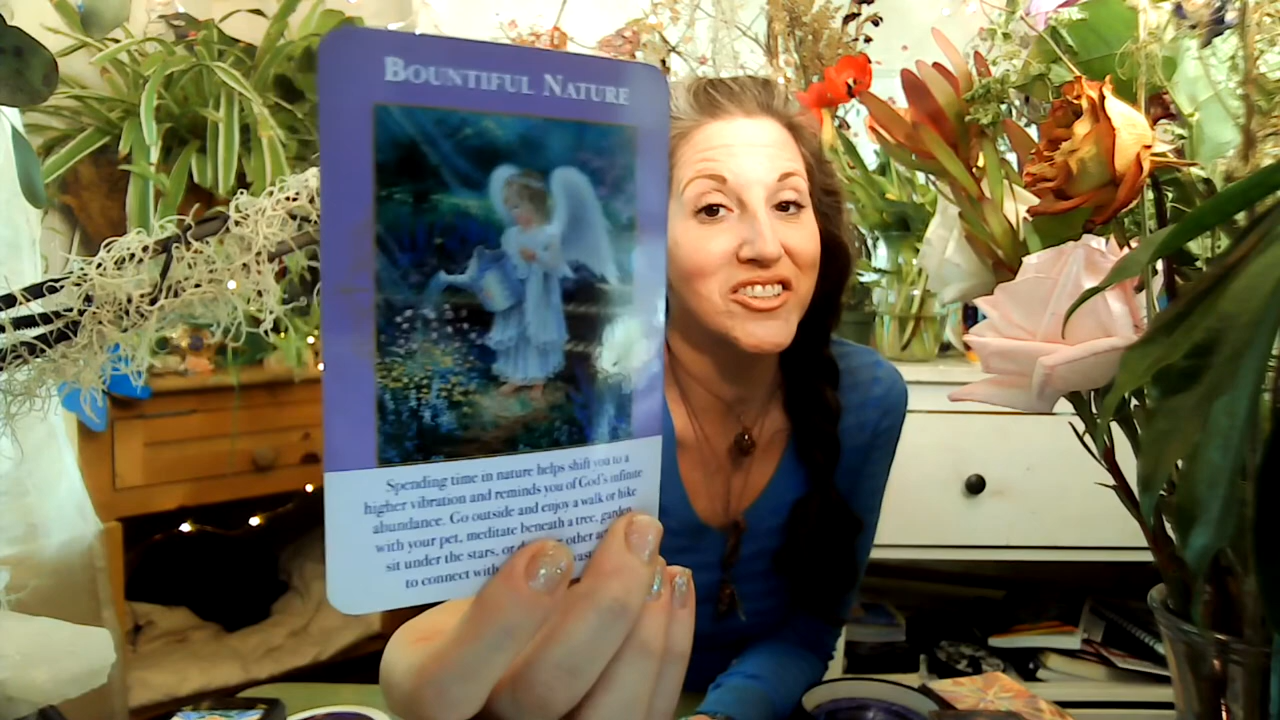 BOUNTIFUL NATURE
Spending time in nature helps shift you to a
higher vibration and reminds you of God's infinite
abundance. Go outside and enjoy a walk or hike
with your pet, meditate beneath a tree, garden,
sit under the stars, or other
to connect with